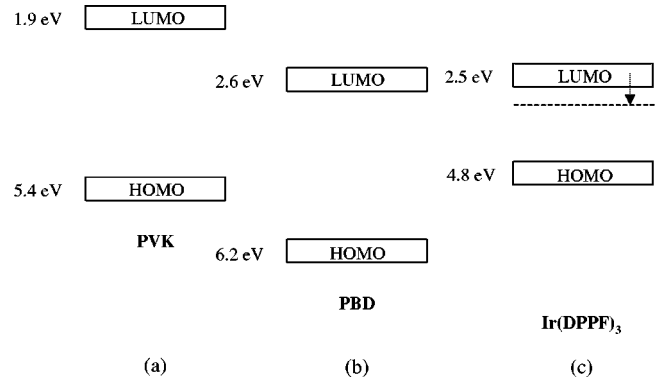 1.9 eV
LUMO
5.4 eV
HOMO
PVK
(a)
2.6 eV
LUMO
6.2 eV
HOMO
PBD
(b)
2.5 eV
LUMO
4.8 eV
HOMO
Ir(DPPF)3
(c)